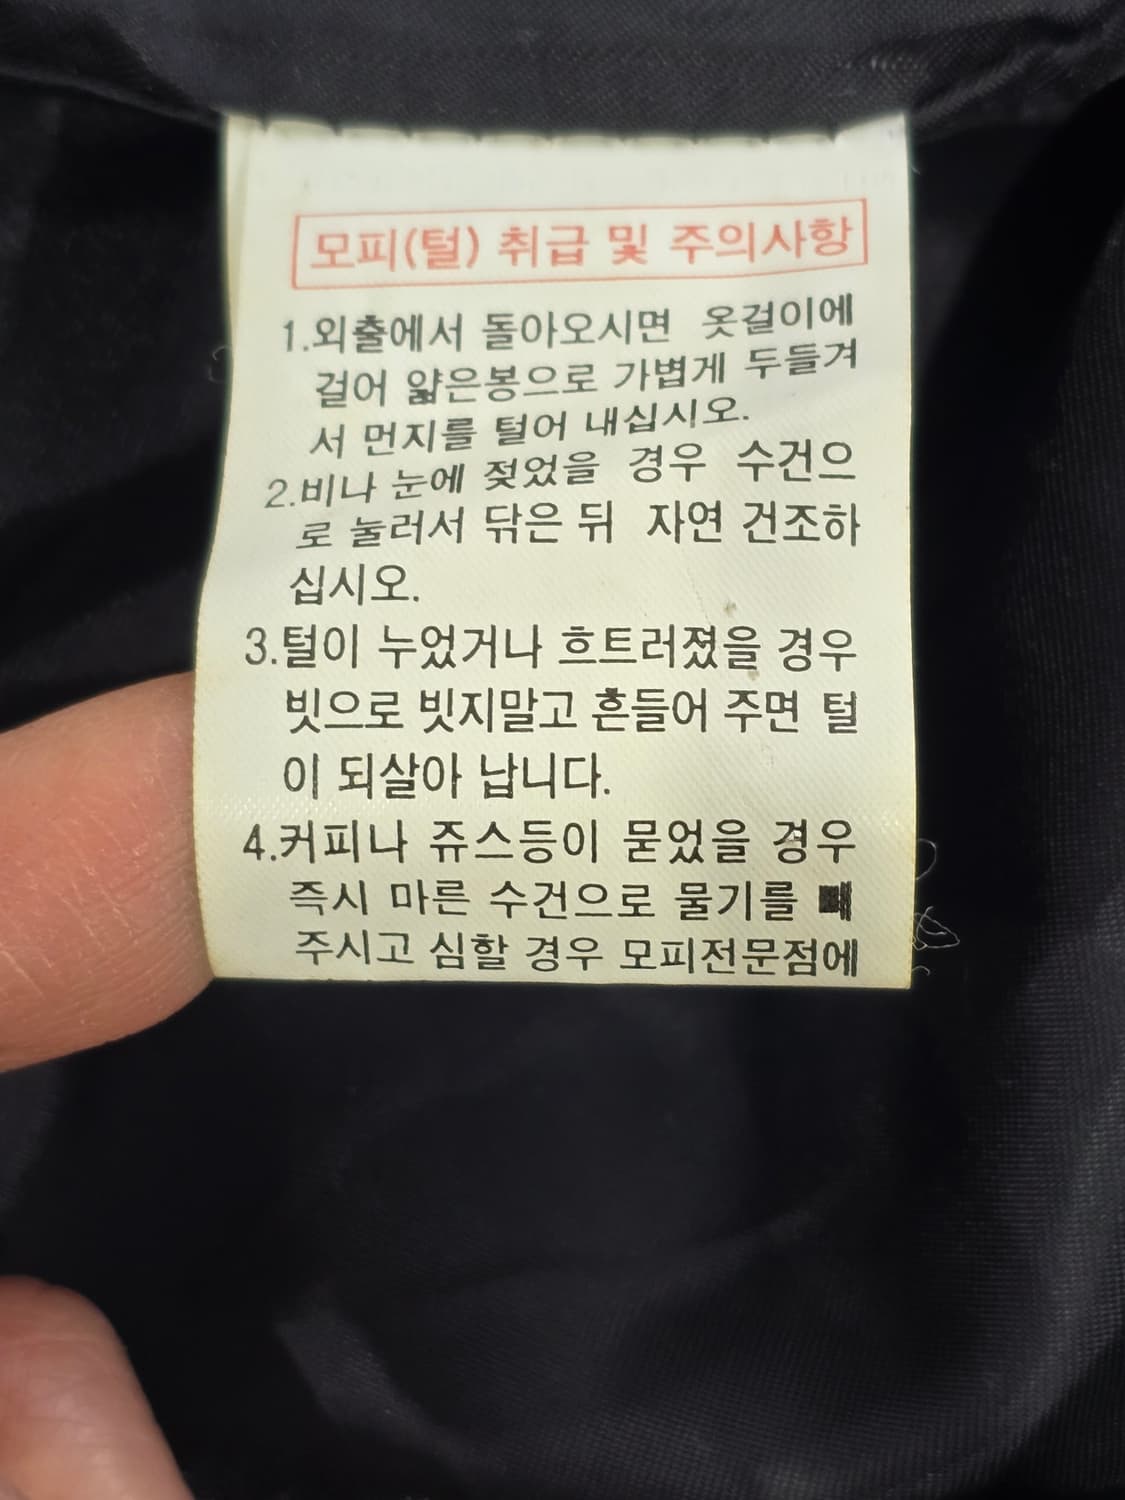 모피(털) 취급 및 주의사항
1.외출에서 돌아오시면 옷걸이에
걸어 얇은봉으로 가볍게 두들겨
서 먼지를 털어 내십시오.
2.비나 눈에 젖었을 경우 수건으
로 눌러서 닦은 뒤 자연 건조하
십시오.
3.털이 누었거나 흐트러졌을 경우
빗으로 빗지말고 흔들어 주면 털
이 되살아 납니다.
4.커피나 쥬스등이 묻었을 경우
즉시 마른 수건으로 물기를 빼
주시고 심할 경우 모피전문점에